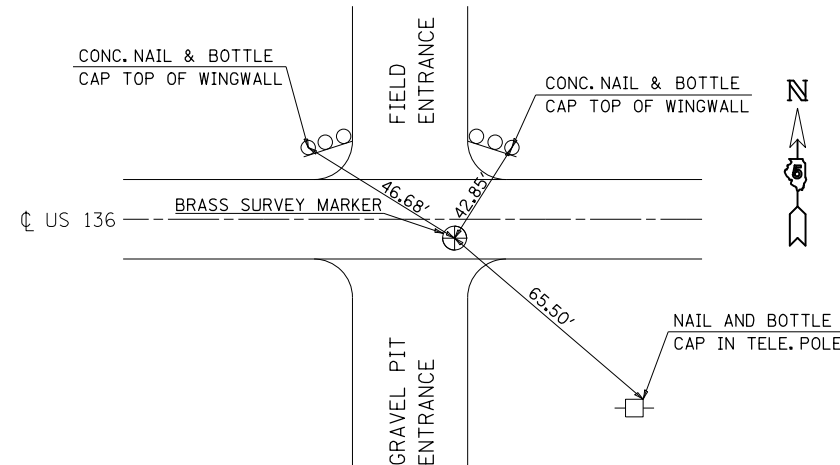 CONC. NAIL & BOTTLE
CAP TOP OF WINGWALL
FIELD
ENTRANCE
CONC. NAIL & BOTTLE
CAP TOP OF WINGWALL
N
5
46.68'
42.85'
BRASS SURVEY MARKER
℄ US 136
65.50'
NAIL AND BOTTLE
CAP IN TELE. POLE
GRAVEL PIT
ENTRANCE